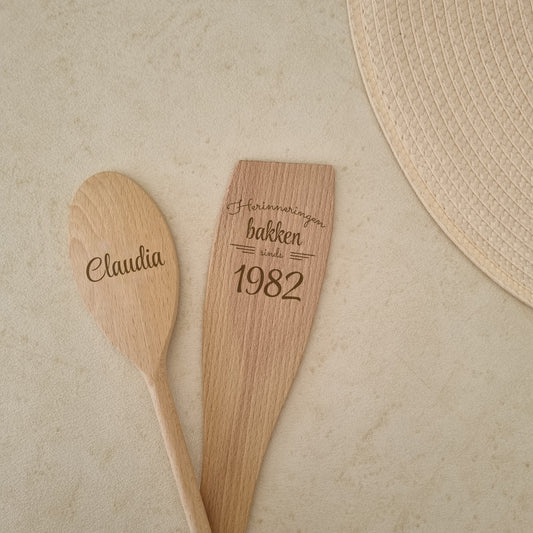 Claudia
Herinneringen
bakken
sinds
1982